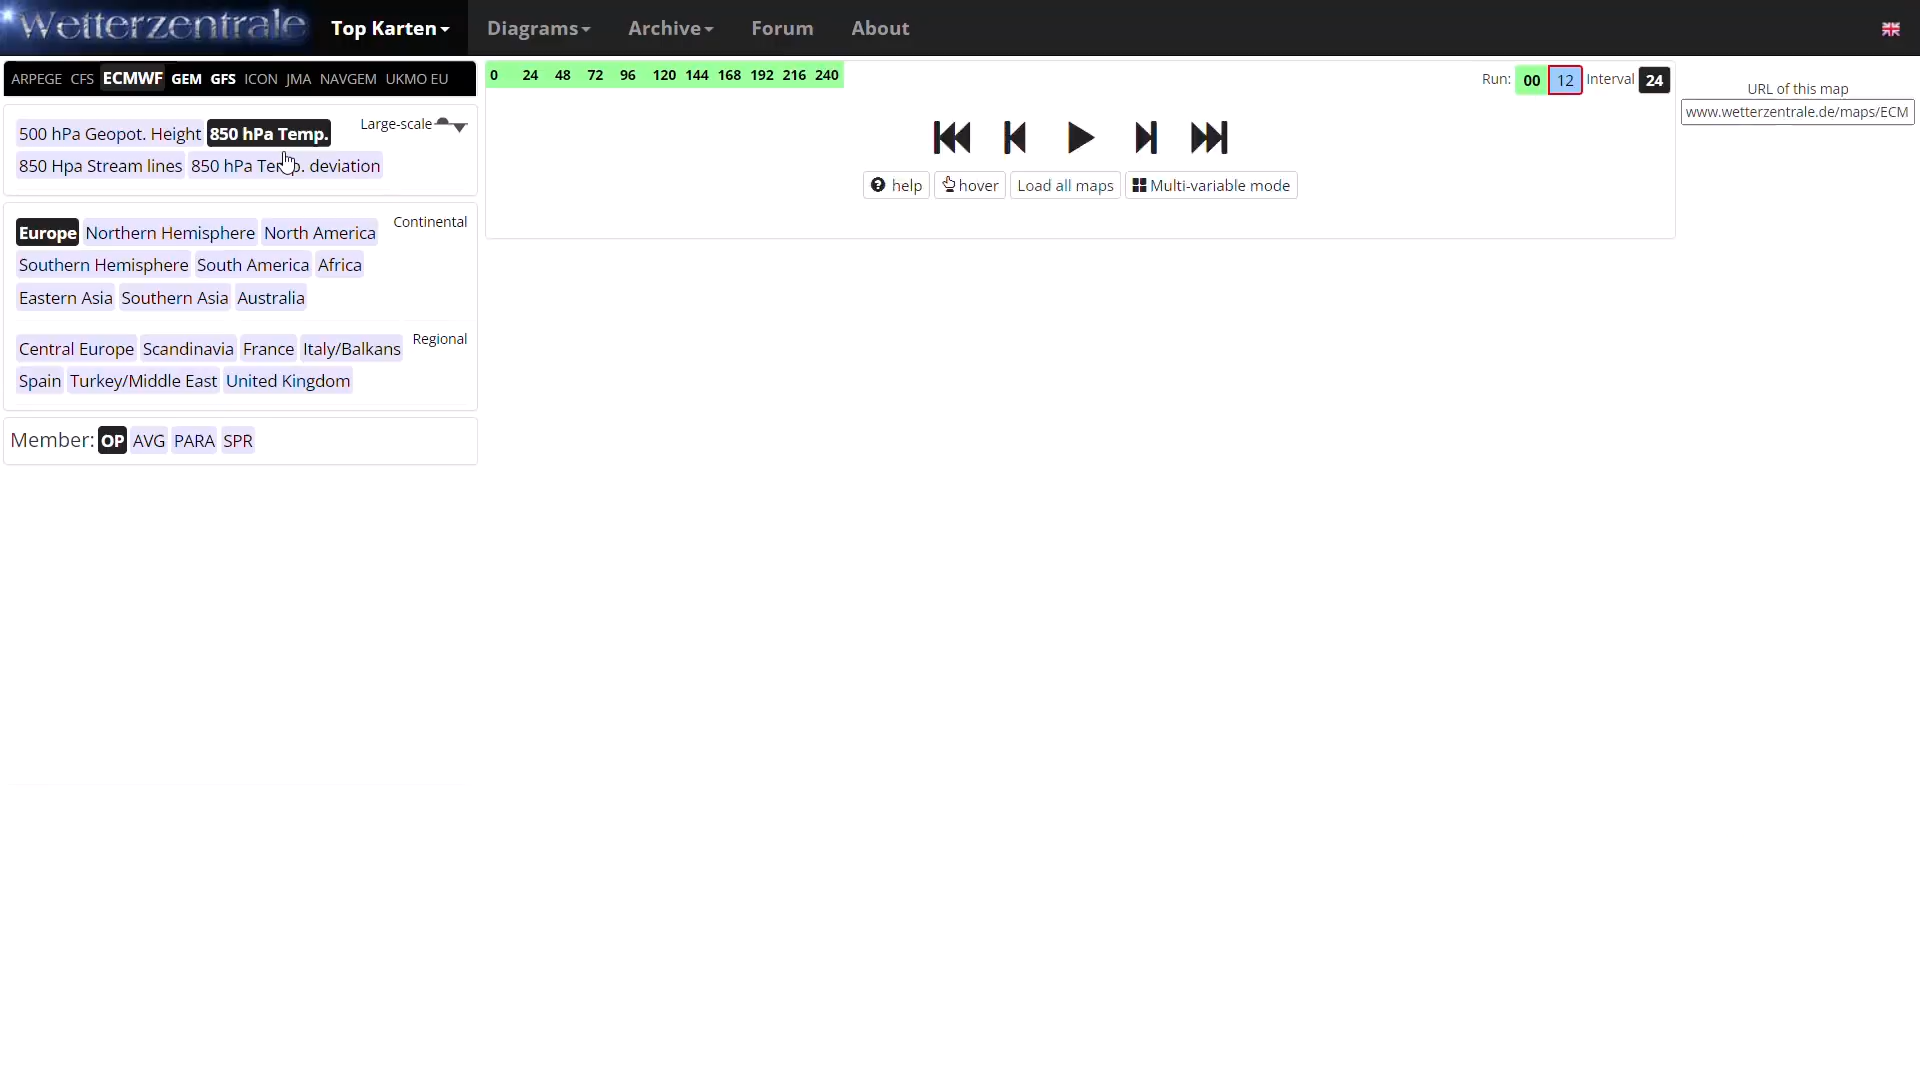 Wetterzentrale Top Karten Diagrams Archive Forum About
ARPEGE CFS ECMWF GEM GFS ICON JMA NAVGEM UKMO EU
500 hPa Geopot. Height 850 hPa Temp. Large-scale
850 Hpa Stream lines 850 hPa Temp. deviation
Continental
Europe Northern Hemisphere North America
Southern Hemisphere South America Africa
Eastern Asia Southern Asia Australia
Regional
Central Europe Scandinavia France Italy/Balkans
Spain Turkey/Middle East United Kingdom
Member: OP AVG PARA SPR
0 24 48 72 96 120 144 168 192 216 240
Run: 00 12 Interval 24
help hover Load all maps Multi-variable mode
URL of this map
www.wetterzentrale.de/maps/ECM